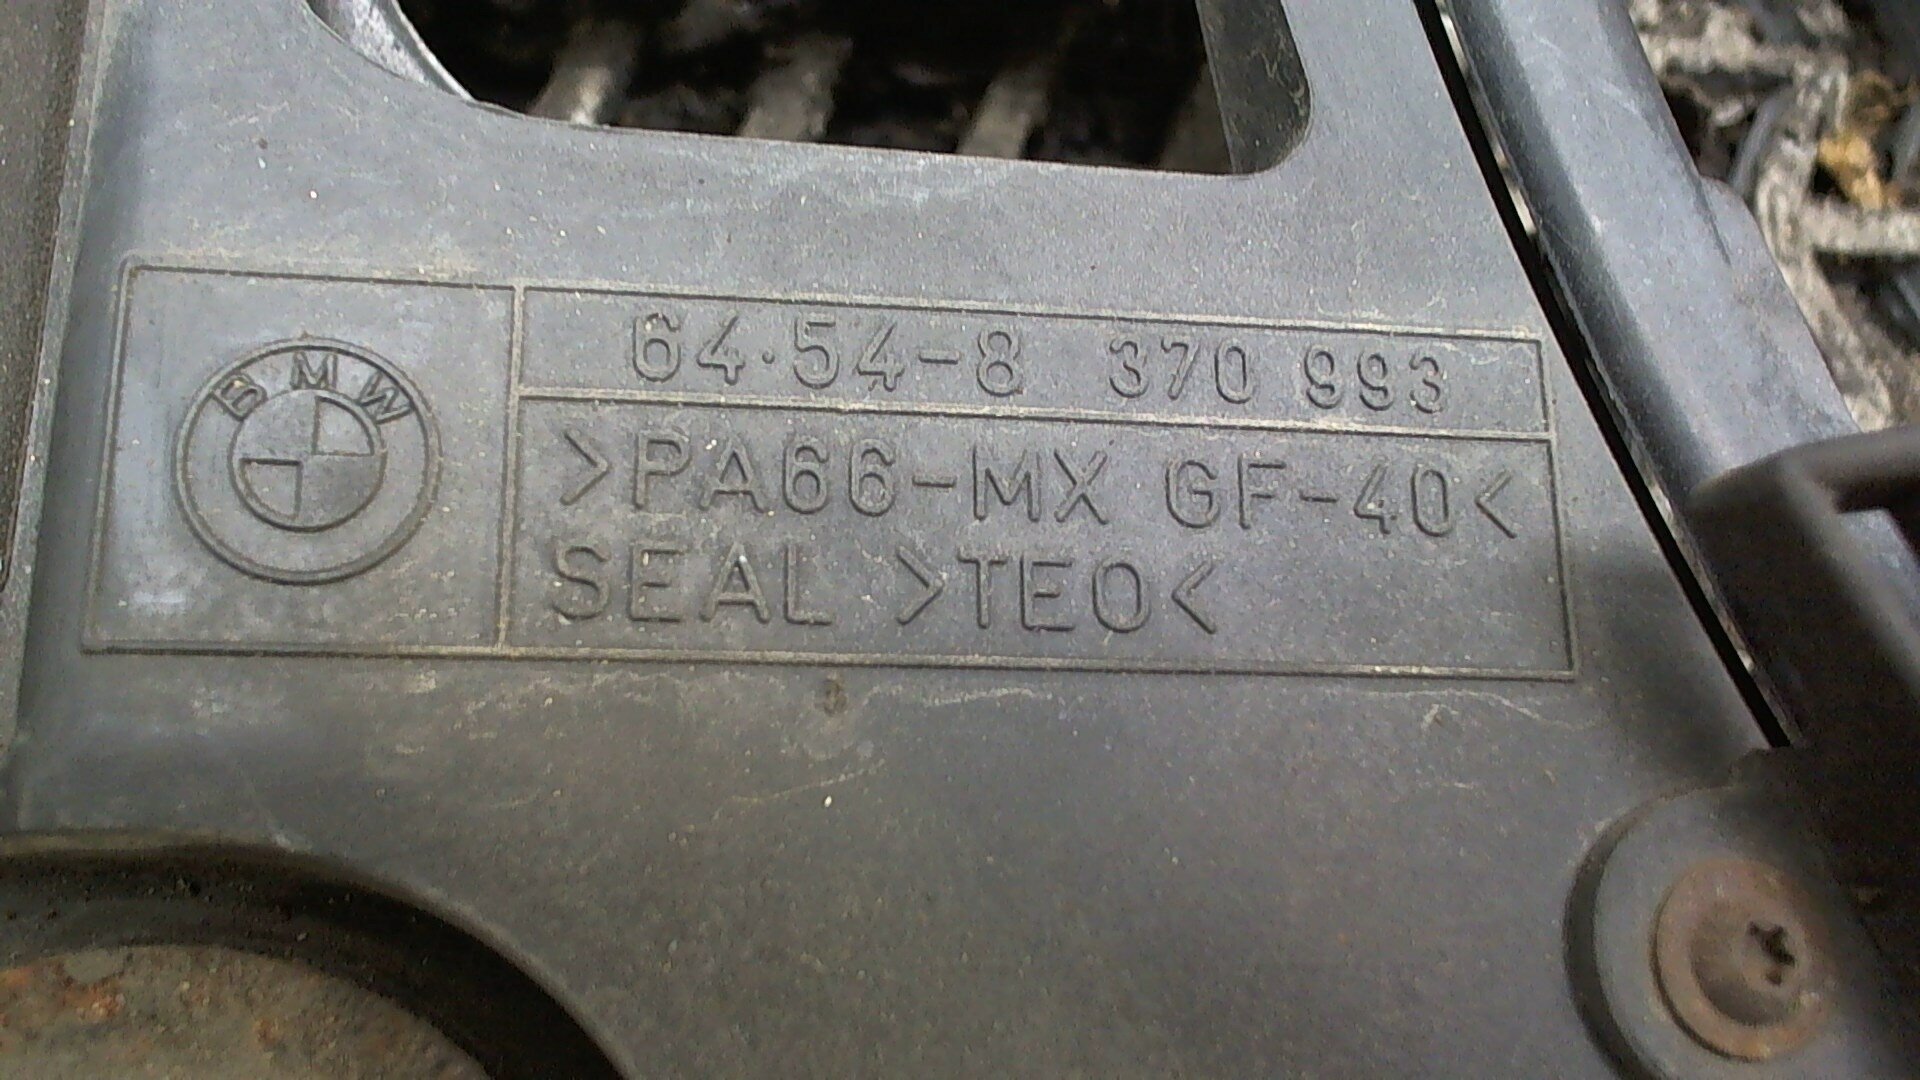 BMW
64.54-8 370 993
>PA66-MX GF-40<
SEAL >TEO<